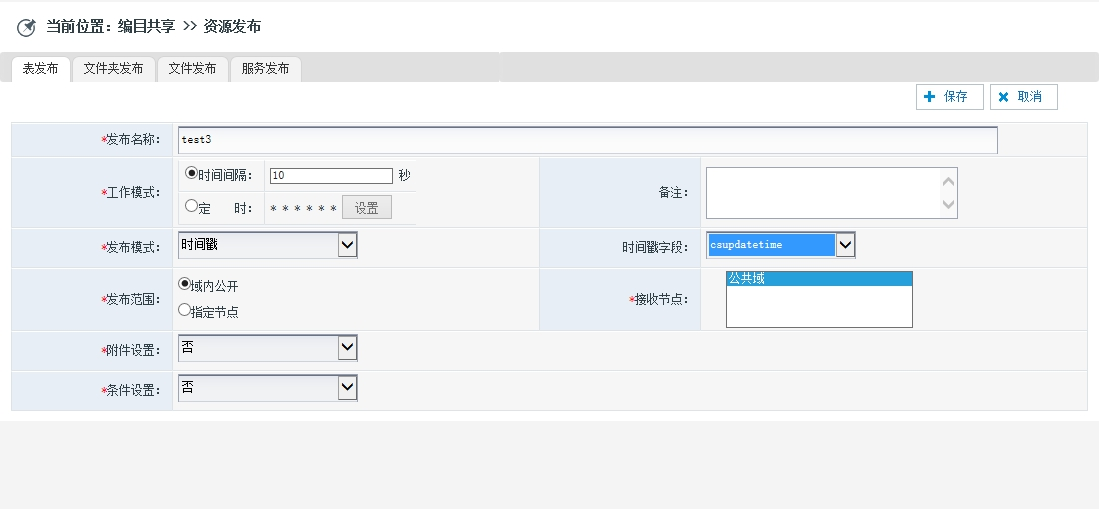 当前位置：编目共享 >> 资源发布
表发布 文件夹发布 文件发布 服务发布
保存 取消
*发布名称： test3
*工作模式： 时间间隔： 10 秒
定 时： * * * * * * 设置
备注：
*发布模式： 时间戳 时间戳字段： csupdatetime
*发布范围： 域内公开
指定节点
*接收节点： 公共域
*附件设置： 否
*条件设置： 否